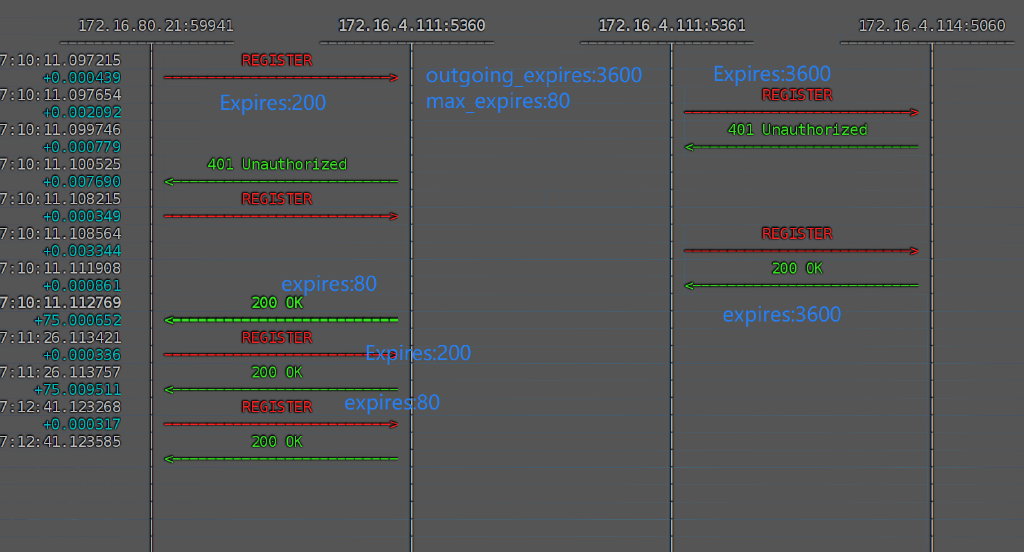 172.16.80.21:59941 172.16.4.111:5360 172.16.4.111:5361 172.16.4.114:5060
7:10:11.097215 REGISTER
+0.000439 outgoing_expires:3600 Expires:3600
7:10:11.097654 Expires:200 max_expires:80 REGISTER
+0.002092
7:10:11.099746 401 Unauthorized
+0.000779
7:10:11.100525 401 Unauthorized
+0.007690
7:10:11.108215 REGISTER
+0.000349
7:10:11.108564 REGISTER
+0.003344
7:10:11.111908 200 OK
+0.000861 expires:80
7:10:11.112769 200 OK
+75.000652 expires:3600
7:11:26.113421 REGISTER
+0.000336 Expires:200
7:11:26.113757 200 OK
+75.009511
7:12:41.123268 REGISTER expires:80
+0.000317
7:12:41.123585 200 OK